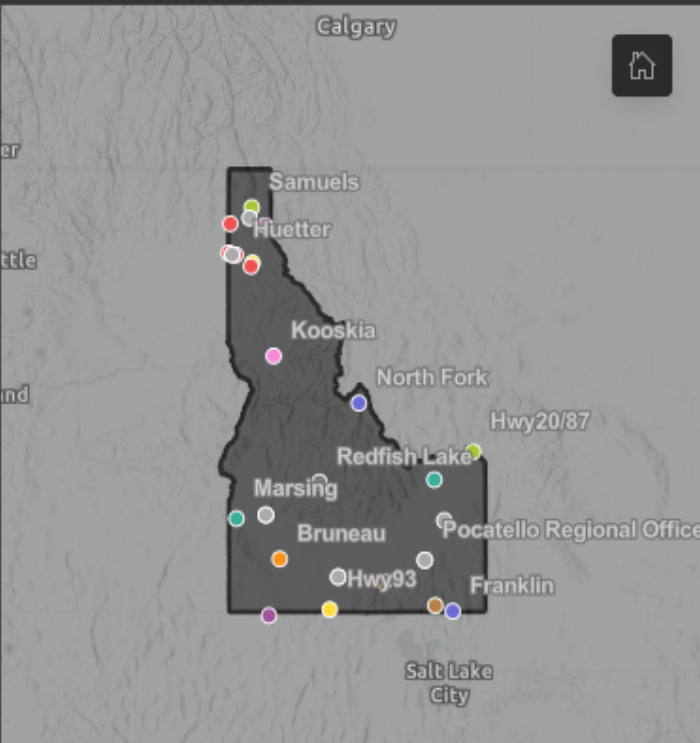 Calgary
er
Samuels
Huetter
ttle
Kooskia
North Fork
nd
Hwy20/87
Redfish Lake
Marsing
Pocatello Regional Office
Bruneau
Hwy93
Franklin
Salt Lake
City